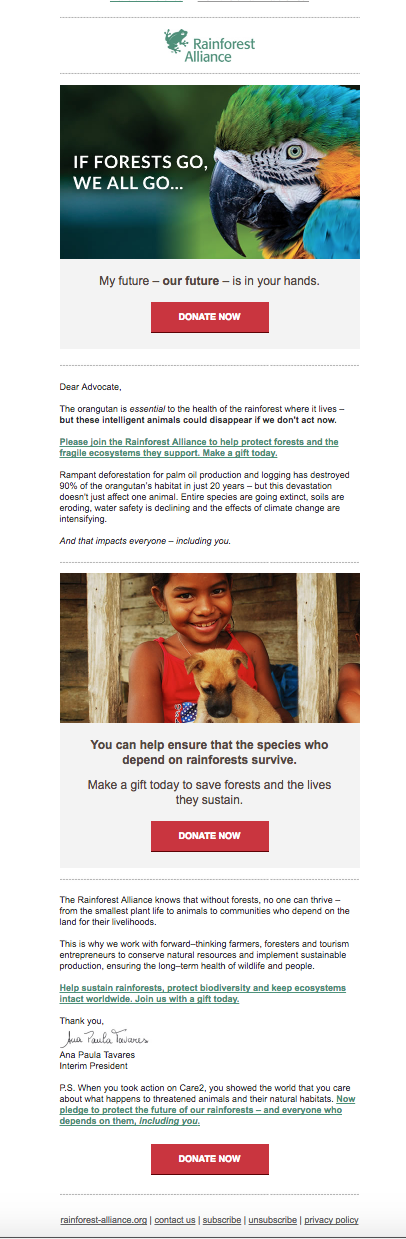 Rainforest
Alliance
IF FORESTS GO,
WE ALL GO...
My future – our future – is in your hands.
DONATE NOW
Dear Advocate,
The orangutan is essential to the health of the rainforest where it lives –
but these intelligent animals could disappear if we don't act now.
Please join the Rainforest Alliance to help protect forests and the
fragile ecosystems they support. Make a gift today.
Rampant deforestation for palm oil production and logging has destroyed
90% of the orangutan's habitat in just 20 years – but this devastation
doesn't just affect one animal. Entire species are going extinct, soils are
eroding, water safety is declining and the effects of climate change are
intensifying.
And that impacts everyone – including you.
You can help ensure that the species who
depend on rainforests survive.
Make a gift today to save forests and the lives
they sustain.
DONATE NOW
The Rainforest Alliance knows that without forests, no one can thrive –
from the smallest plant life to animals to communities who depend on the
land for their livelihoods.
This is why we work with forward–thinking farmers, foresters and tourism
entrepreneurs to conserve natural resources and implement sustainable
production, ensuring the long–term health of wildlife and people.
Help sustain rainforests, protect biodiversity and keep ecosystems
intact worldwide. Join us with a gift today.
Thank you,
Ana Paula Tavares
Ana Paula Tavares
Interim President
P.S. When you took action on Care2, you showed the world that you care
about what happens to threatened animals and their natural habitats. Now
pledge to protect the future of our rainforests – and everyone who
depends on them, including you.
DONATE NOW
rainforest-alliance.org | contact us | subscribe | unsubscribe | privacy policy